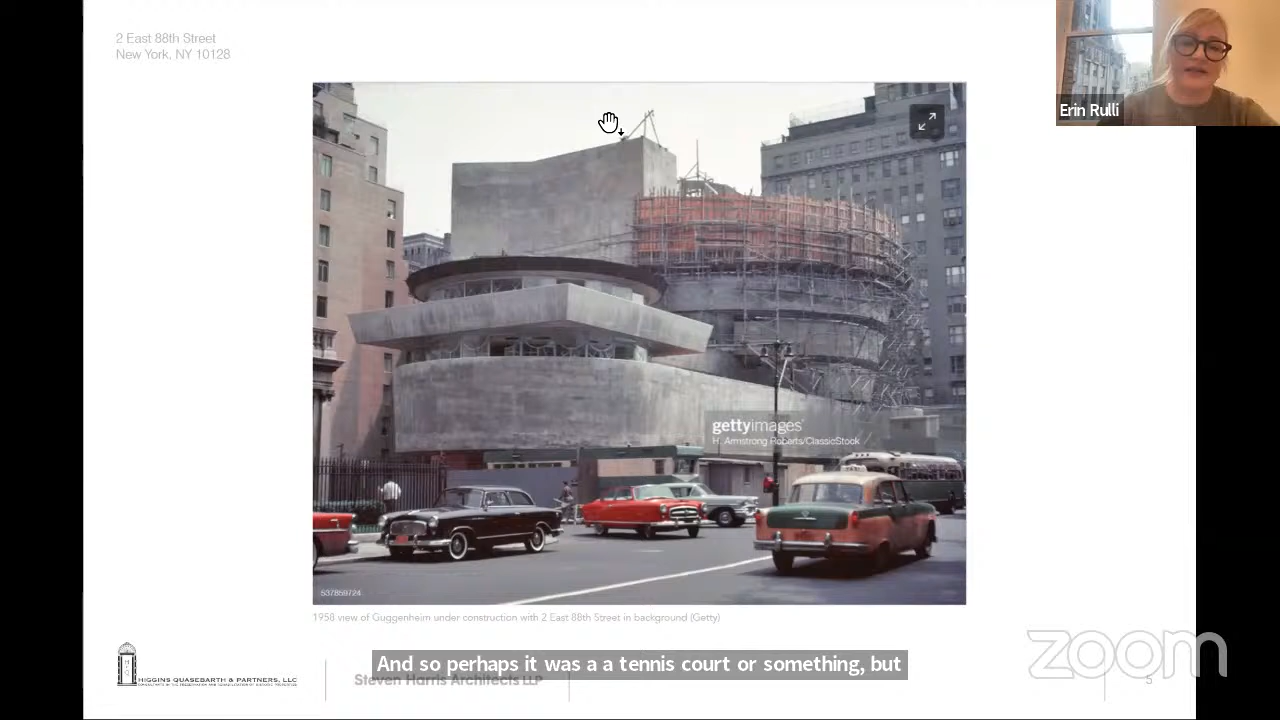 2 East 88th Street
New York, NY 10128
Erin Rulli
gettyimages®
H. Armstrong Roberts/ClassicStock
537859724
1958 view of Guggenheim under construction with 2 East 88th Street in background (Getty)
And so perhaps it was a a tennis court or something, but
HIGGINS QUASEBARTH & PARTNERS, LLC
Steven Harris Architects LLP
zoom
5